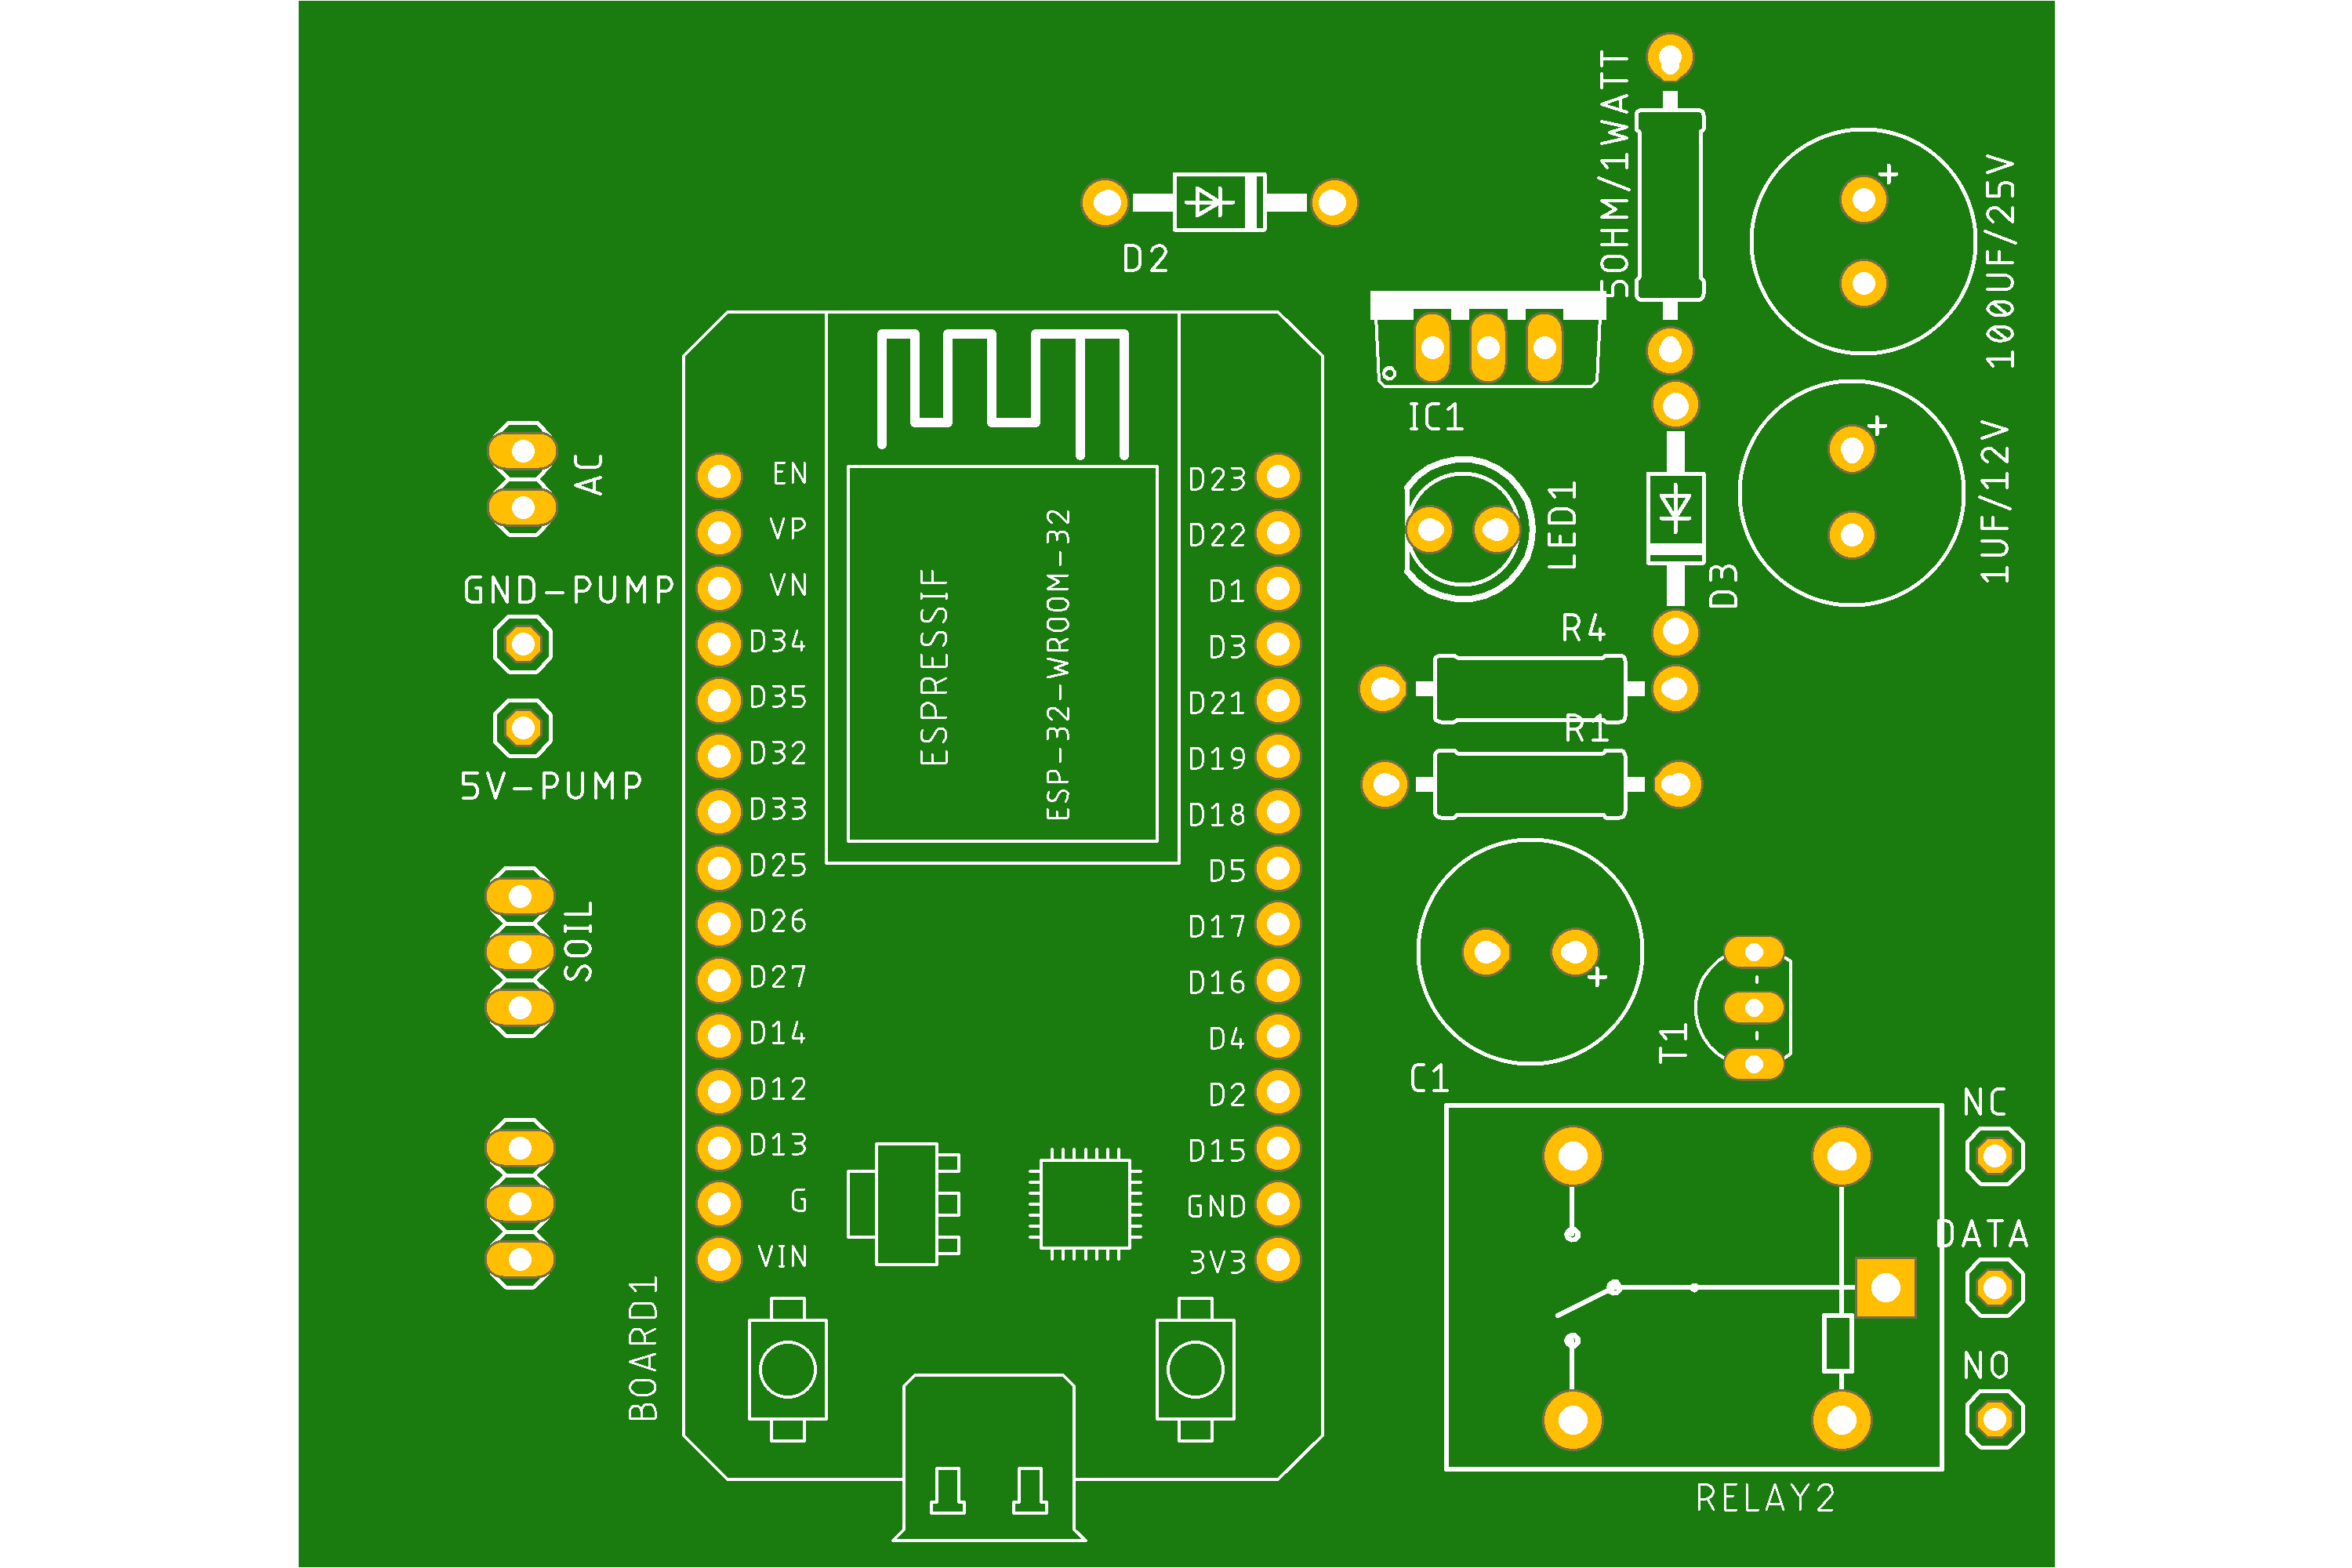 5OHM/1WATT
100UF/25V
D2
IC1
1UF/12V
AC
LED1
D3
GND-PUMP
5V-PUMP
R4
R1
EN
VP
VN
D34
D35
D32
D33
D25
D26
D27
D14
D12
D13
G
VIN
ESPRESSIF
ESP-32-WROOM-32
D23
D22
D1
D3
D21
D19
D18
D5
D17
D16
D4
D2
D15
GND
3V3
SOIL
+
+
+
C1
T1
NC
DATA
NO
BOARD1
RELAY2